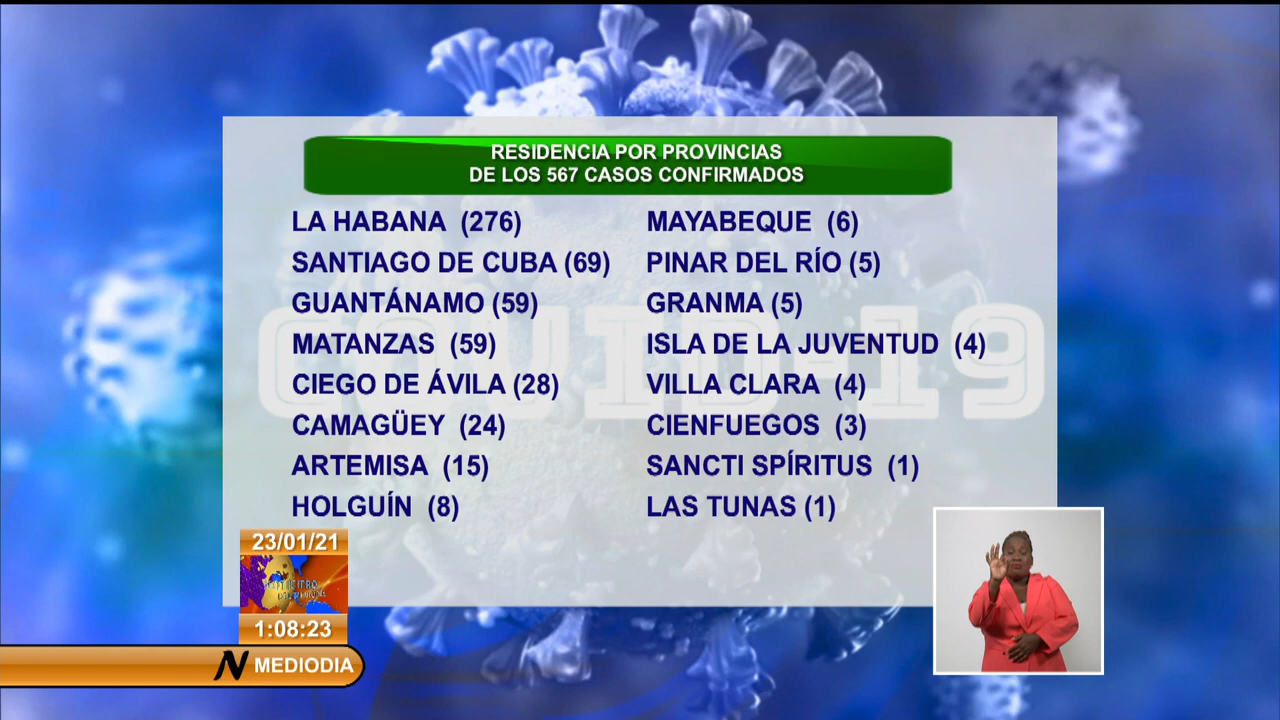 RESIDENCIA POR PROVINCIAS
DE LOS 567 CASOS CONFIRMADOS
LA HABANA (276)
SANTIAGO DE CUBA (69)
GUANTÁNAMO (59)
MATANZAS (59)
CIEGO DE ÁVILA (28)
CAMAGÜEY (24)
ARTEMISA (15)
HOLGUÍN (8)
MAYABEQUE (6)
PINAR DEL RÍO (5)
GRANMA (5)
ISLA DE LA JUVENTUD (4)
VILLA CLARA (4)
CIENFUEGOS (3)
SANCTI SPÍRITUS (1)
LAS TUNAS (1)
COVID-19
23/01/21
1:08:23
N MEDIODIA